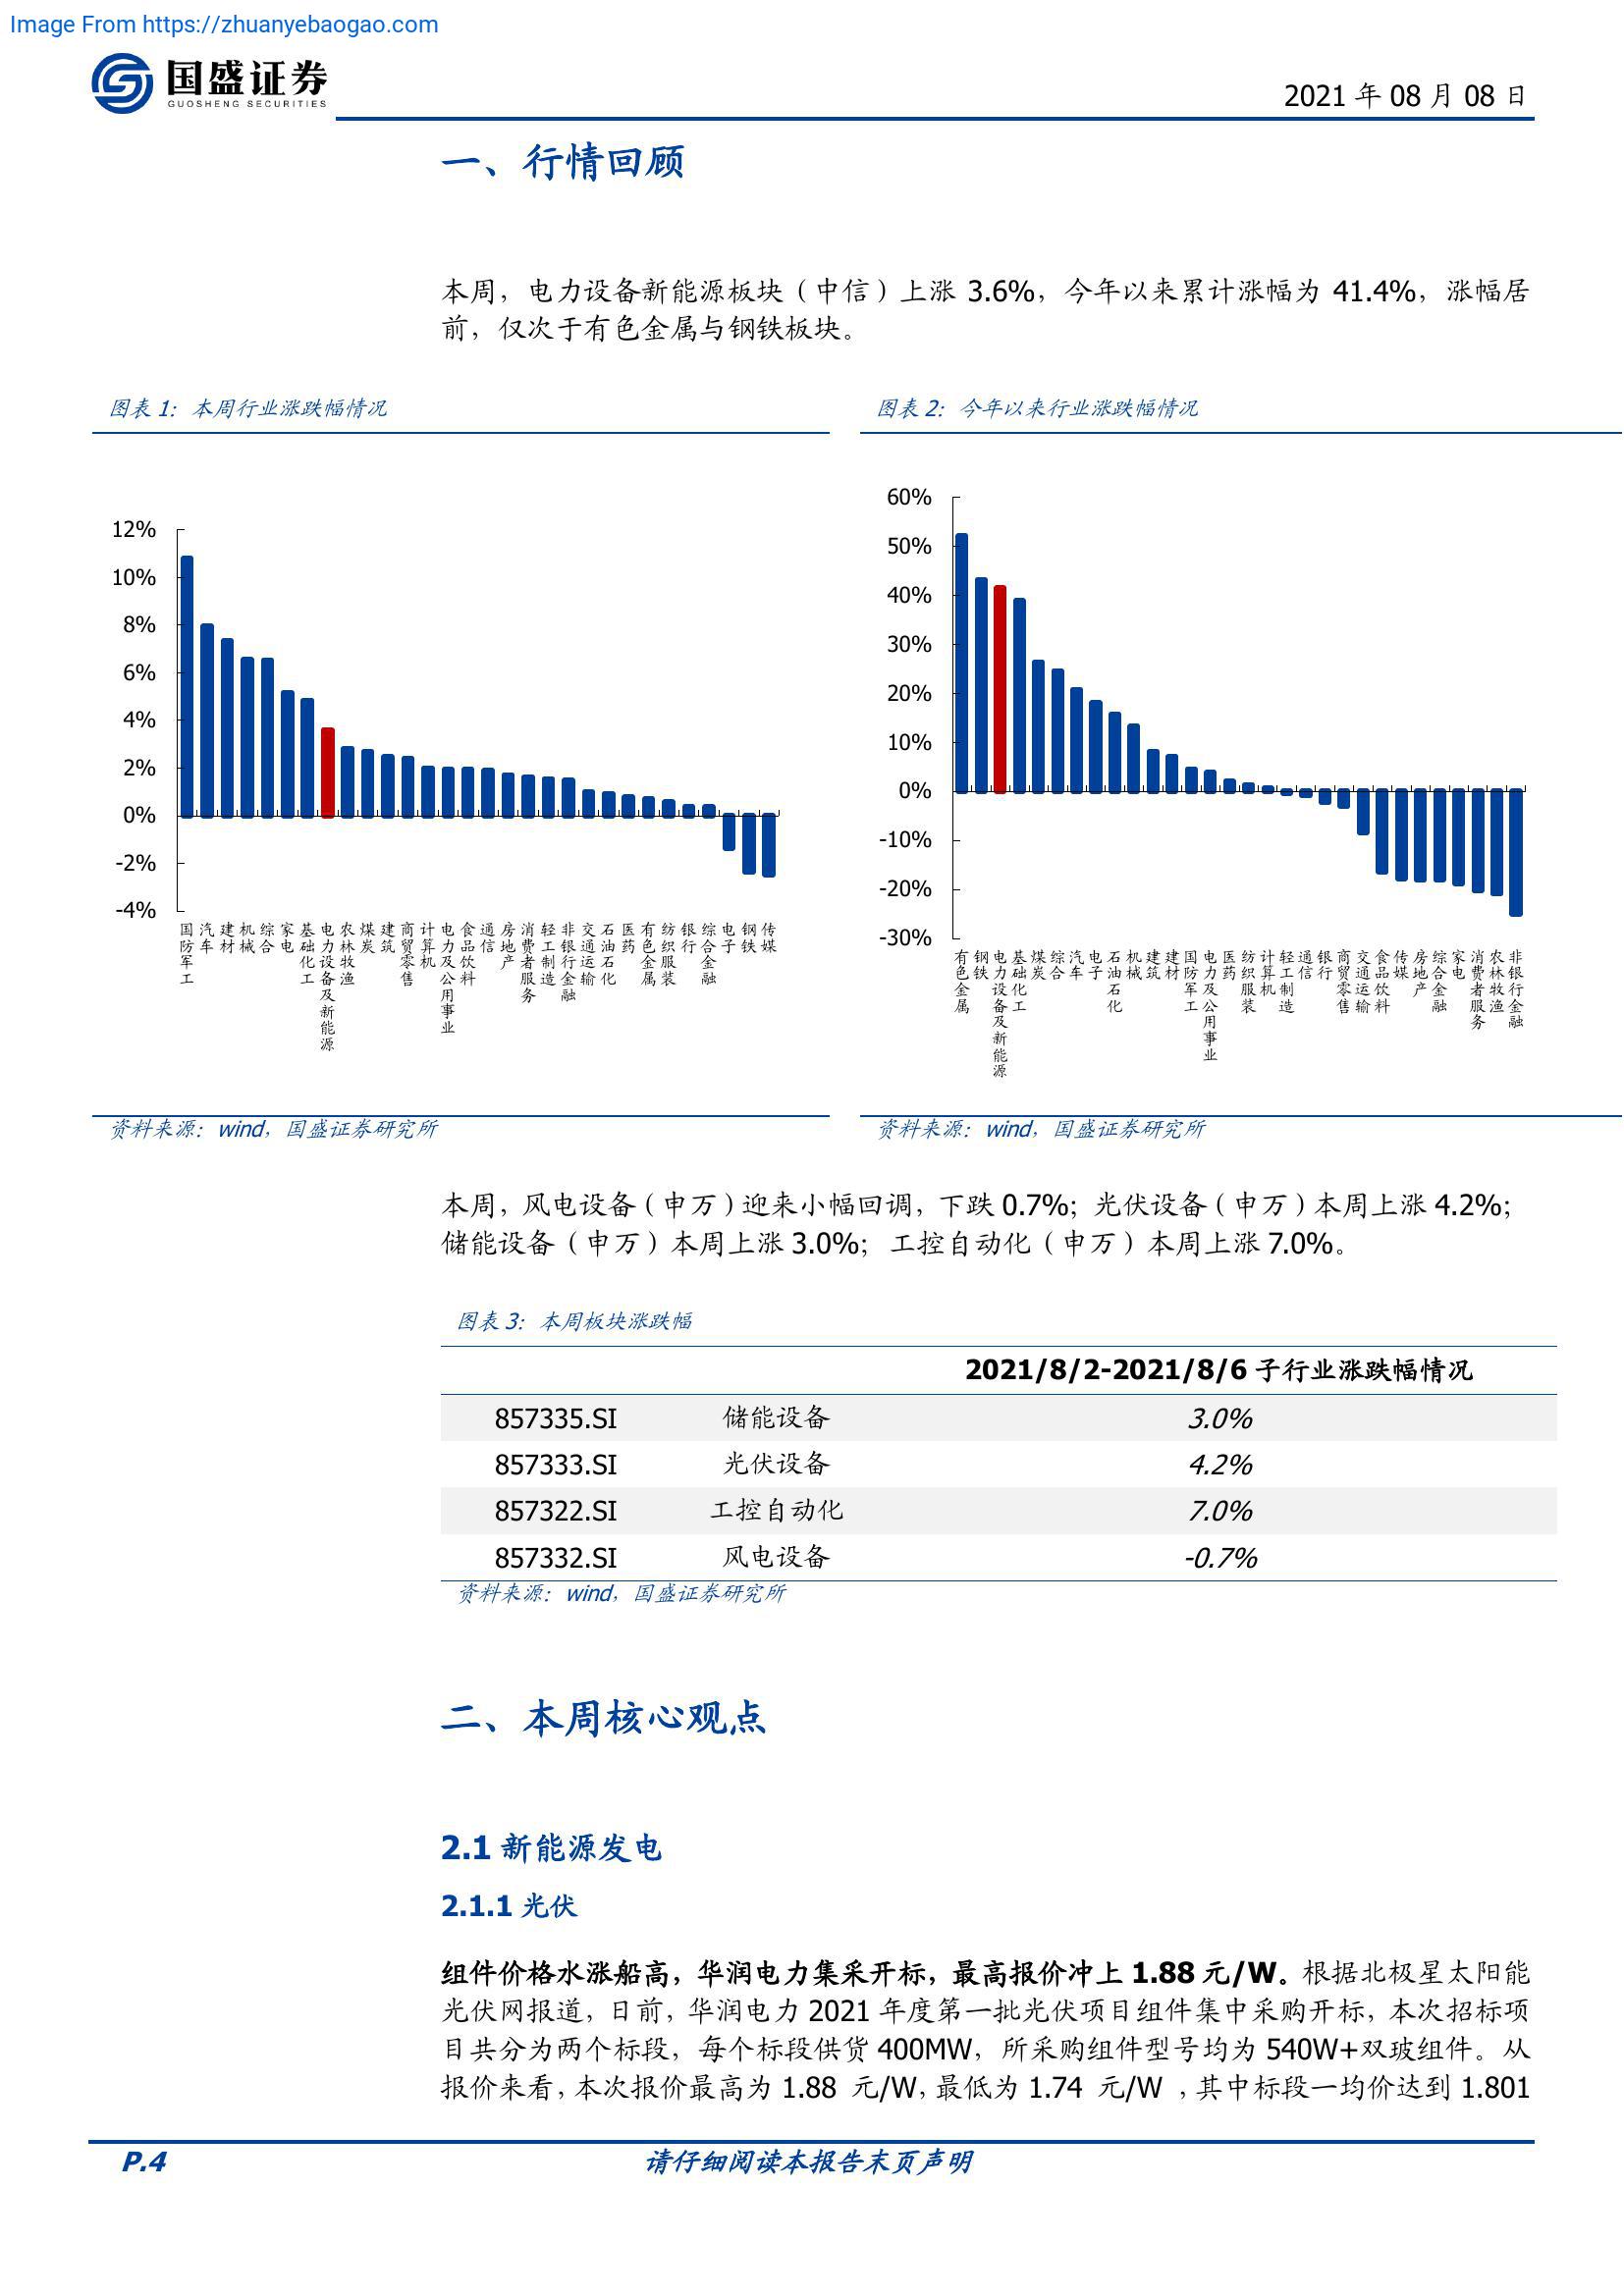 Image From https://zhuanyebaogao.com
国盛证券
GUOSHENG SECURITIES
2021 年 08 月 08 日
一、行情回顾
本周，电力设备新能源板块（中信）上涨 3.6%，今年以来累计涨幅为 41.4%，涨幅居
前，仅次于有色金属与钢铁板块。
图表 1：本周行业涨跌幅情况
12%
10%
8%
6%
4%
2%
0%
-2%
-4%
国防军工
汽车
建材
机械
综合
家电
基础化工
电力设备及新能源
农林牧渔
煤炭
建筑
商贸零售
计算机
电力及公用事业
食品饮料
通信
房地产
消费者服务
轻工制造
非银行金融
交通运输
石油石化
医药
有色金属
纺织服装
银行
综合金融
电子
钢铁
传媒
资料来源：wind，国盛证券研究所
图表 2：今年以来行业涨跌幅情况
60%
50%
40%
30%
20%
10%
0%
-10%
-20%
-30%
有色金属
钢铁
电力设备及新能源
基础化工
煤炭
综合
汽车
电子
石油石化
机械
建筑
建材
国防军工
电力及公用事业
医药
纺织服装
计算机
轻工制造
通信
银行
商贸零售
交通运输
食品饮料
传媒
房地产
综合金融
家电
消费者服务
农林牧渔
非银行金融
资料来源：wind，国盛证券研究所
本周，风电设备（申万）迎来小幅回调，下跌 0.7%；光伏设备（申万）本周上涨 4.2%；
储能设备（申万）本周上涨 3.0%；工控自动化（申万）本周上涨 7.0%。
图表 3：本周板块涨跌幅
2021/8/2-2021/8/6 子行业涨跌幅情况
857335.SI 储能设备 3.0%
857333.SI 光伏设备 4.2%
857322.SI 工控自动化 7.0%
857332.SI 风电设备 -0.7%
资料来源：wind，国盛证券研究所
二、本周核心观点
2.1 新能源发电
2.1.1 光伏
组件价格水涨船高，华润电力集采开标，最高报价冲上 1.88 元/W。根据北极星太阳能
光伏网报道，日前，华润电力 2021 年度第一批光伏项目组件集中采购开标，本次招标项
目共分为两个标段，每个标段供货 400MW，所采购组件型号均为 540W+双玻组件。从
报价来看，本次报价最高为 1.88 元/W，最低为 1.74 元/W ，其中标段一均价达到 1.801
P.4
请仔细阅读本报告末页声明